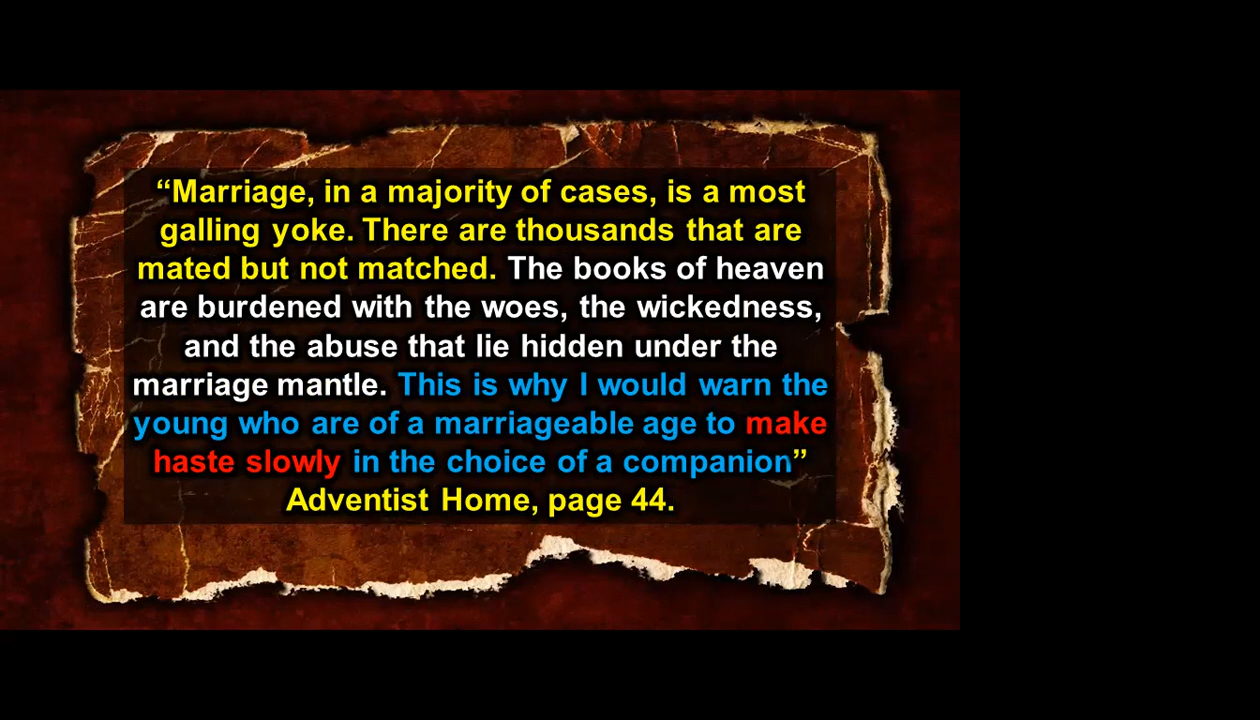 “Marriage, in a majority of cases, is a most
galling yoke. There are thousands that are
mated but not matched. The books of heaven
are burdened with the woes, the wickedness,
and the abuse that lie hidden under the
marriage mantle. This is why I would warn the
young who are of a marriageable age to make
haste slowly in the choice of a companion”
Adventist Home, page 44.